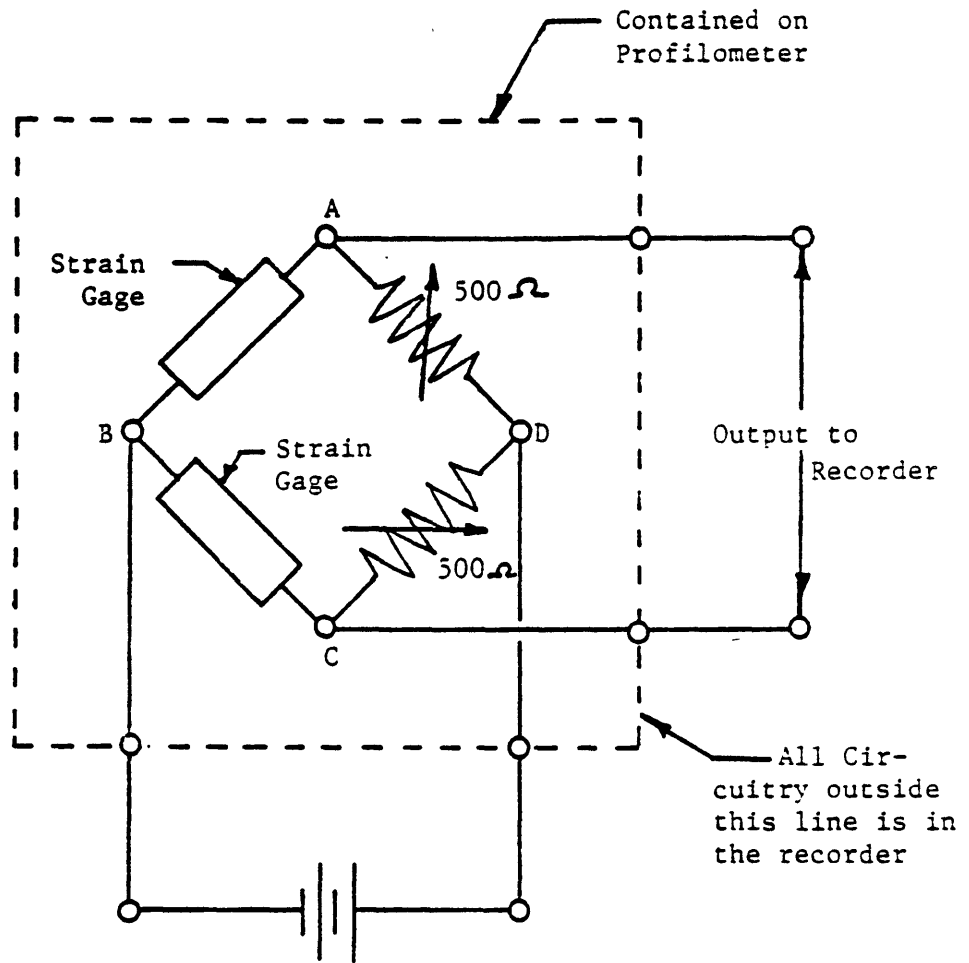 Contained on
Profilometer
A
Strain
Gage
500 Ω
B
Strain
Gage
D
Output to
Recorder
500Ω
C
All Cir-
cuitry outside
this line is in
the recorder